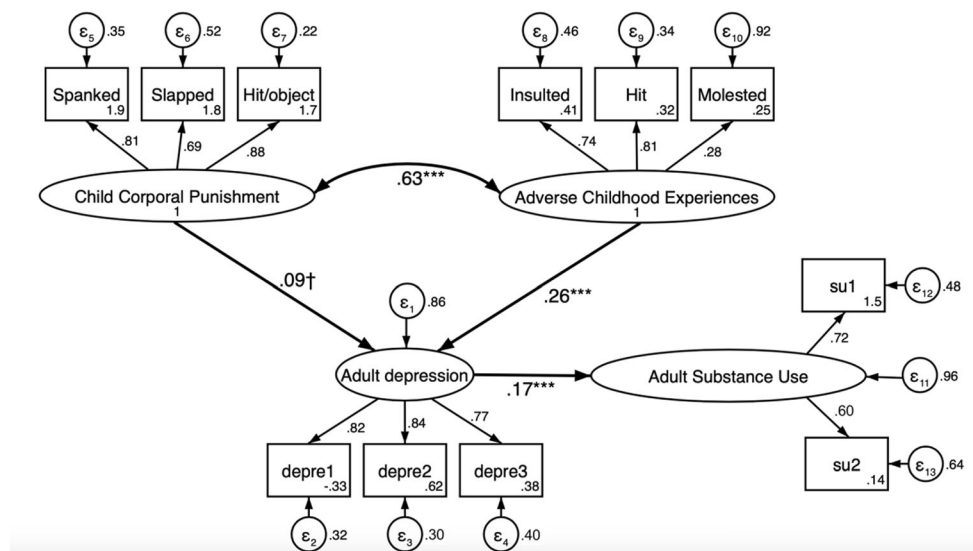 ε5 .35 ε6 .52 ε7 .22 ε8 .46 ε9 .34 ε10 .92
Spanked Slapped Hit/object Insulted Hit Molested
1.9 1.8 1.7 .41 .32 .25
.81 .69 .88 .74 .81 .28
.63***
Child Corporal Punishment Adverse Childhood Experiences
1 1
.09† .26***
su1 ε12 .48
1.5
ε1 .86
.72
Adult depression Adult Substance Use ε11 .96
.17***
.82 .84 .77 .60
depre1 depre2 depre3 su2 ε13 .64
-.33 .62 .38 .14
ε2 .32 ε3 .30 ε4 .40